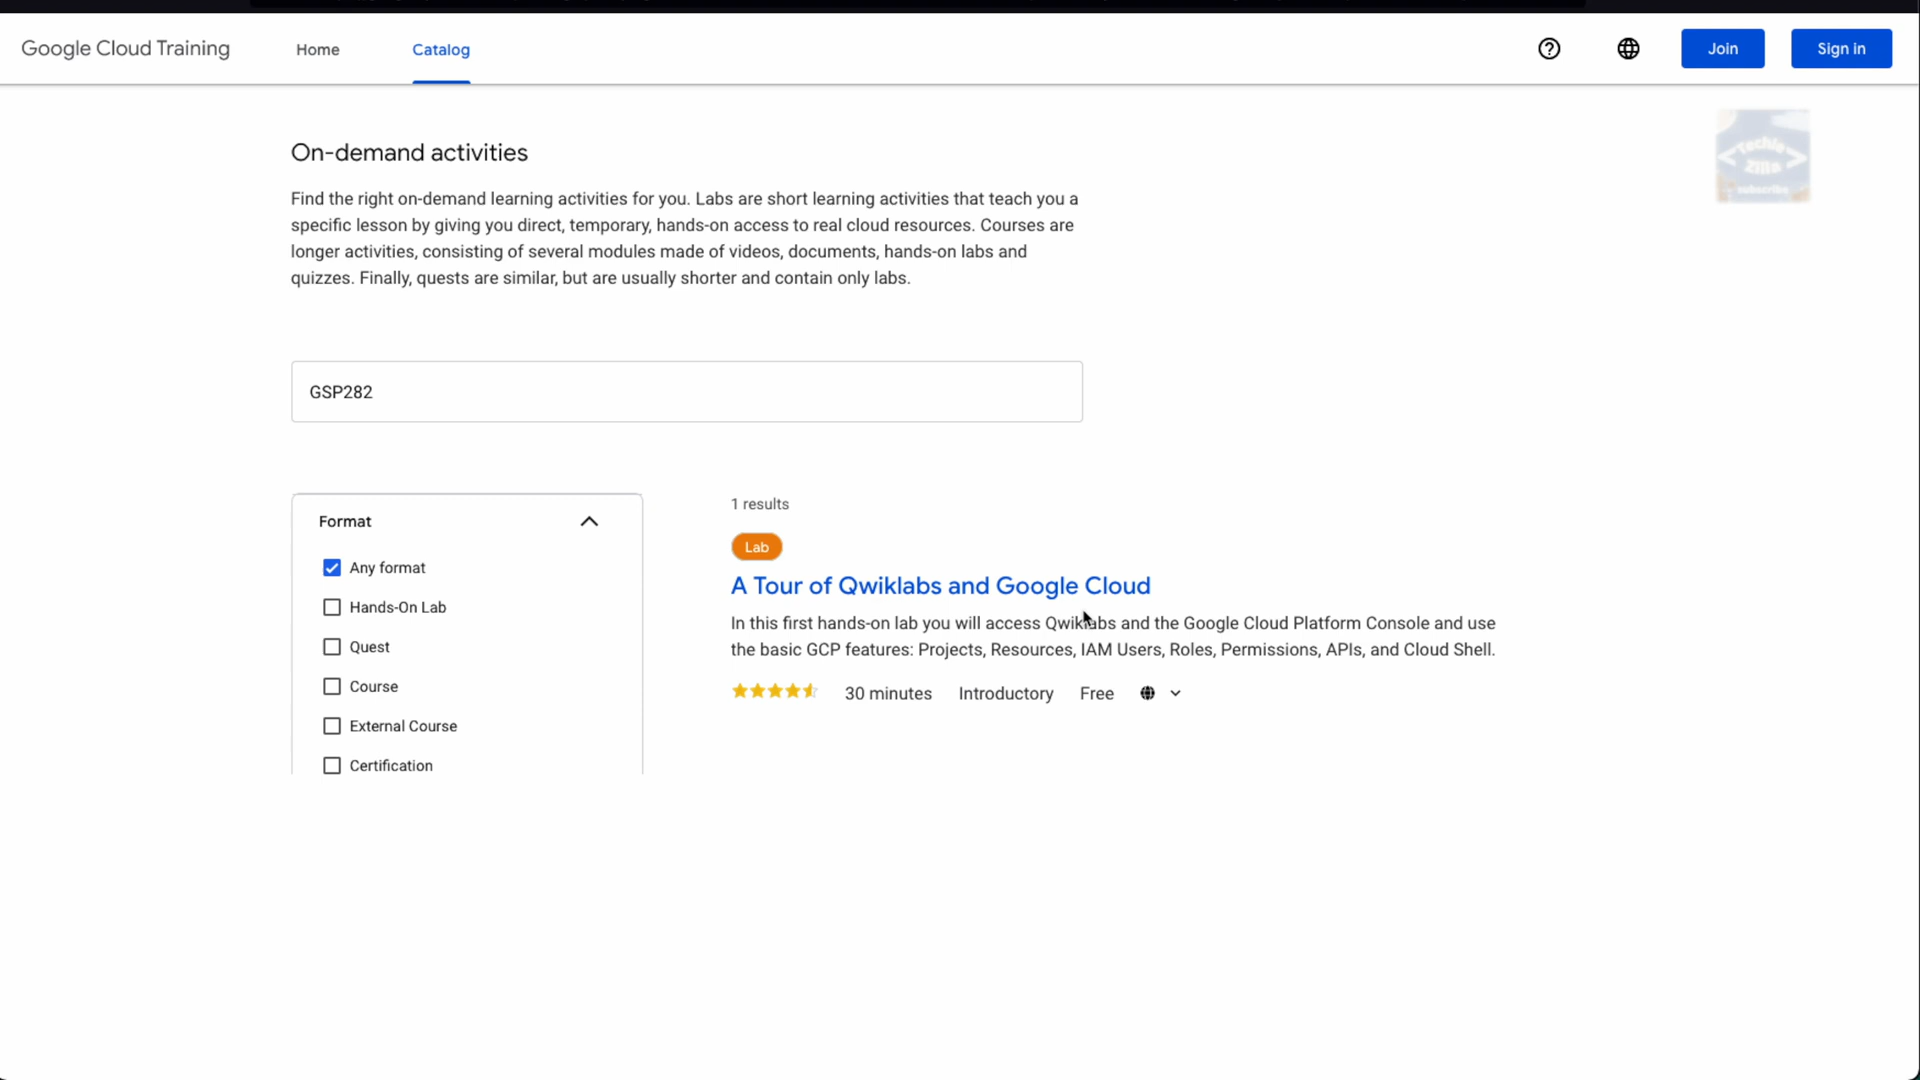 Google Cloud Training
Home
Catalog
Join
Sign in
Techie
Zilla
subscribe
On-demand activities
Find the right on-demand learning activities for you. Labs are short learning activities that teach you a
specific lesson by giving you direct, temporary, hands-on access to real cloud resources. Courses are
longer activities, consisting of several modules made of videos, documents, hands-on labs and
quizzes. Finally, quests are similar, but are usually shorter and contain only labs.
GSP282
Format
Any format
Hands-On Lab
Quest
Course
External Course
Certification
1 results
Lab
A Tour of Qwiklabs and Google Cloud
In this first hands-on lab you will access Qwiklabs and the Google Cloud Platform Console and use
the basic GCP features: Projects, Resources, IAM Users, Roles, Permissions, APIs, and Cloud Shell.
30 minutes
Introductory
Free